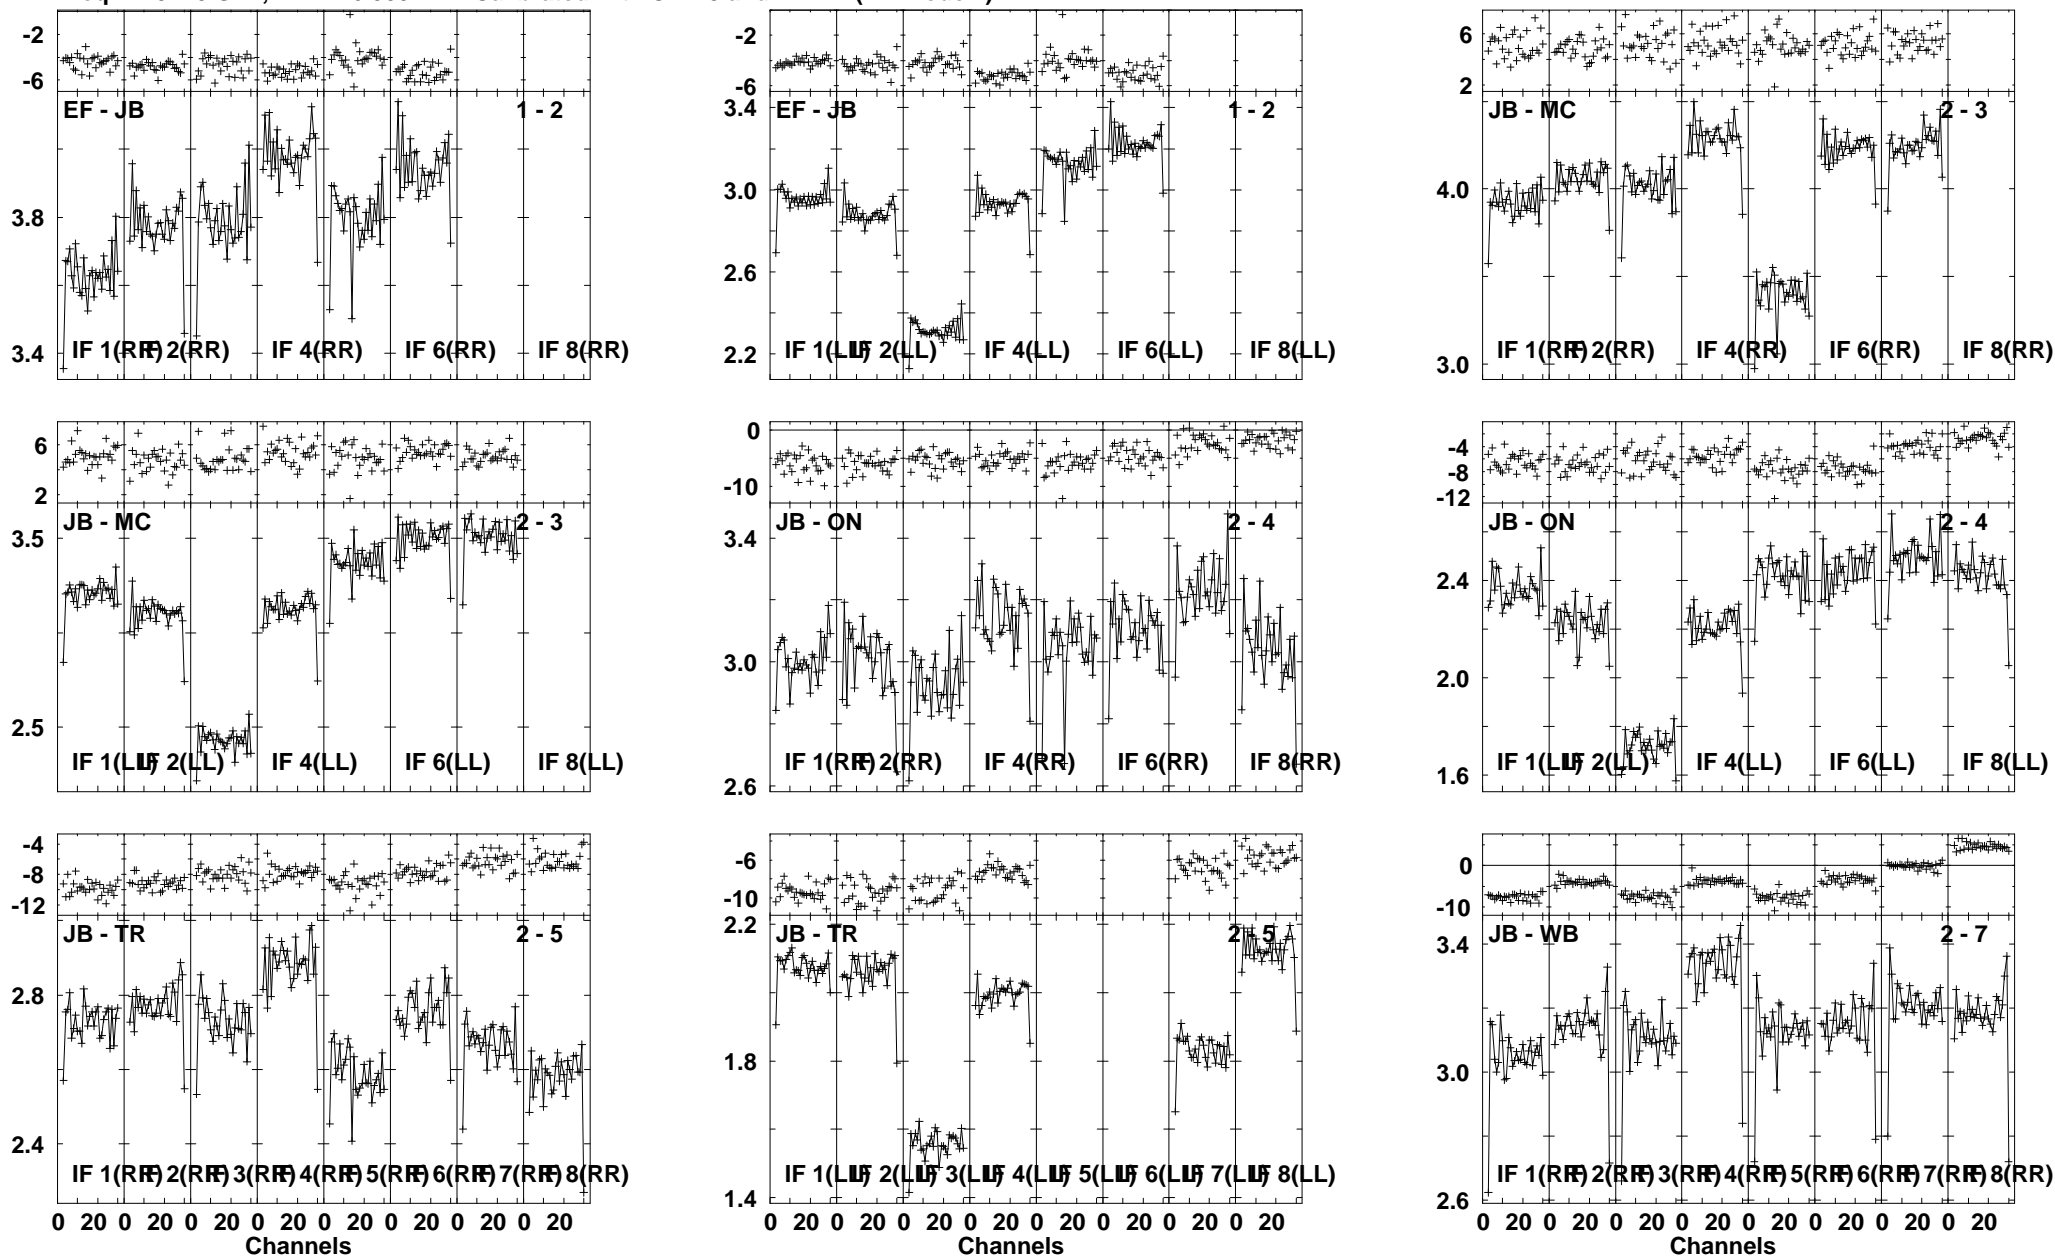 -2
-6
EF - JB 1 - 2
3.8
3.4
IF 1(RR) IF 2(RR) IF 4(RR) IF 6(RR) IF 8(RR)
-2
-6
3.4
EF - JB 1 - 2
3.0
2.6
2.2
IF 1(LL) IF 2(LL) IF 4(LL) IF 6(LL) IF 8(LL)
6
2
JB - MC 2 - 3
4.0
3.0
IF 1(RR) IF 2(RR) IF 4(RR) IF 6(RR) IF 8(RR)
6
2
JB - MC 2 - 3
3.5
2.5
IF 1(LL) IF 2(LL) IF 4(LL) IF 6(LL) IF 8(LL)
0
-10
JB - ON 2 - 4
3.4
3.0
2.6
IF 1(RR) IF 2(RR) IF 4(RR) IF 6(RR) IF 8(RR)
-4
-8
-12
JB - ON 2 - 4
2.4
2.0
1.6
IF 1(LL) IF 2(LL) IF 4(LL) IF 6(LL) IF 8(LL)
-4
-8
-12
JB - TR 2 - 5
2.8
2.4
IF 1(RR) IF 2(RR) IF 3(RR) IF 4(RR) IF 5(RR) IF 6(RR) IF 7(RR) IF 8(RR)
0 20 0 20 0 20 0 20 0 20 0 20 0 20 0 20
Channels
-6
-10
2.2
JB - TR 2 - 5
1.8
1.4
IF 1(LL) IF 2(LL) IF 3(LL) IF 4(LL) IF 5(LL) IF 6(LL) IF 7(LL) IF 8(LL)
0 20 0 20 0 20 0 20 0 20 0 20 0 20 0 20
Channels
0
-10
JB - WB 2 - 7
3.4
3.0
2.6
IF 1(RR) IF 2(RR) IF 3(RR) IF 4(RR) IF 5(RR) IF 6(RR) IF 7(RR) IF 8(RR)
0 20 0 20 0 20 0 20 0 20 0 20 0 20 0 20
Channels